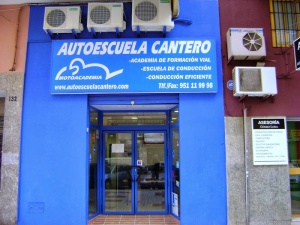 AUTOESCUELA CANTERO
-ACADEMIA DE FORMACIÓN VIAL
-ESCUELA DE CONDUCCIÓN
-CONDUCCIÓN EFICIENTE
MOTOACADEMIA
www.autoescuelacantero.com
Tlf./Fax: 951 11 99 98
122
ASESORÍA